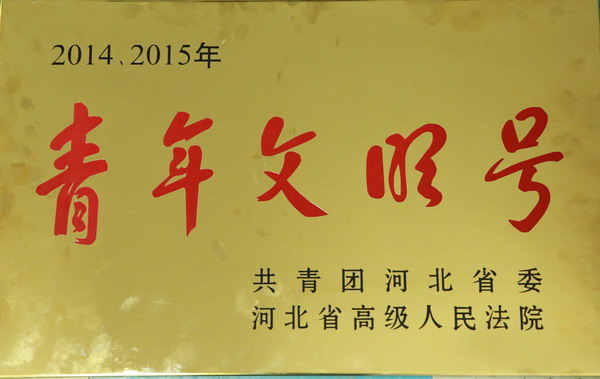 2014、2015年
青年文明号
共青团河北省委
河北省高级人民法院